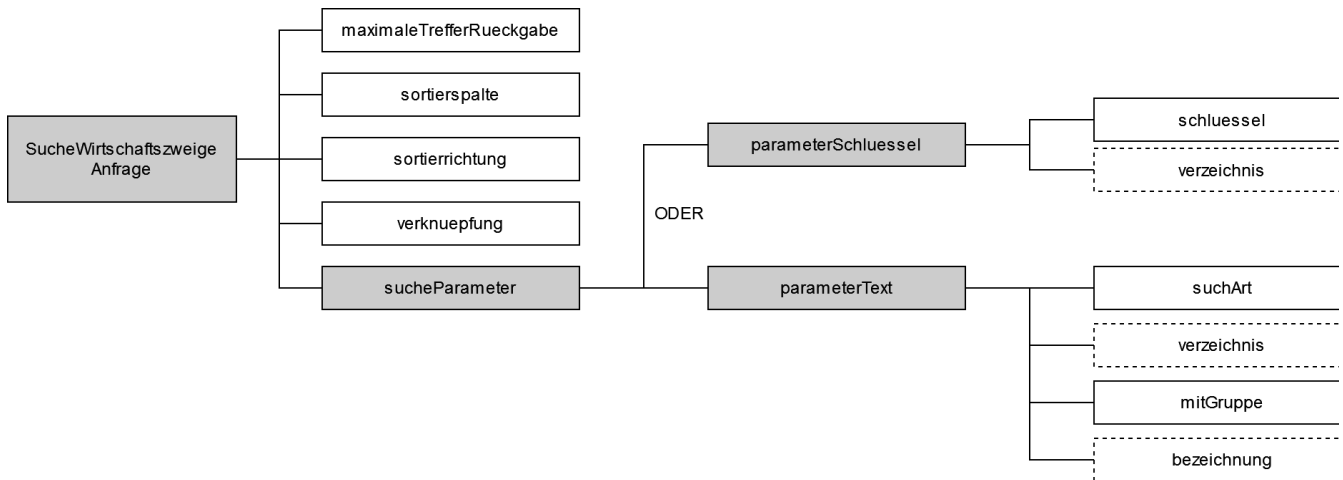 maximaleTrefferRueckgabe
sortierspalte
SucheWirtschaftszweige
Anfrage
sortierrichtung
verknuepfung
sucheParameter
ODER
parameterSchluessel
schluessel
verzeichnis
parameterText
suchArt
verzeichnis
mitGruppe
bezeichnung